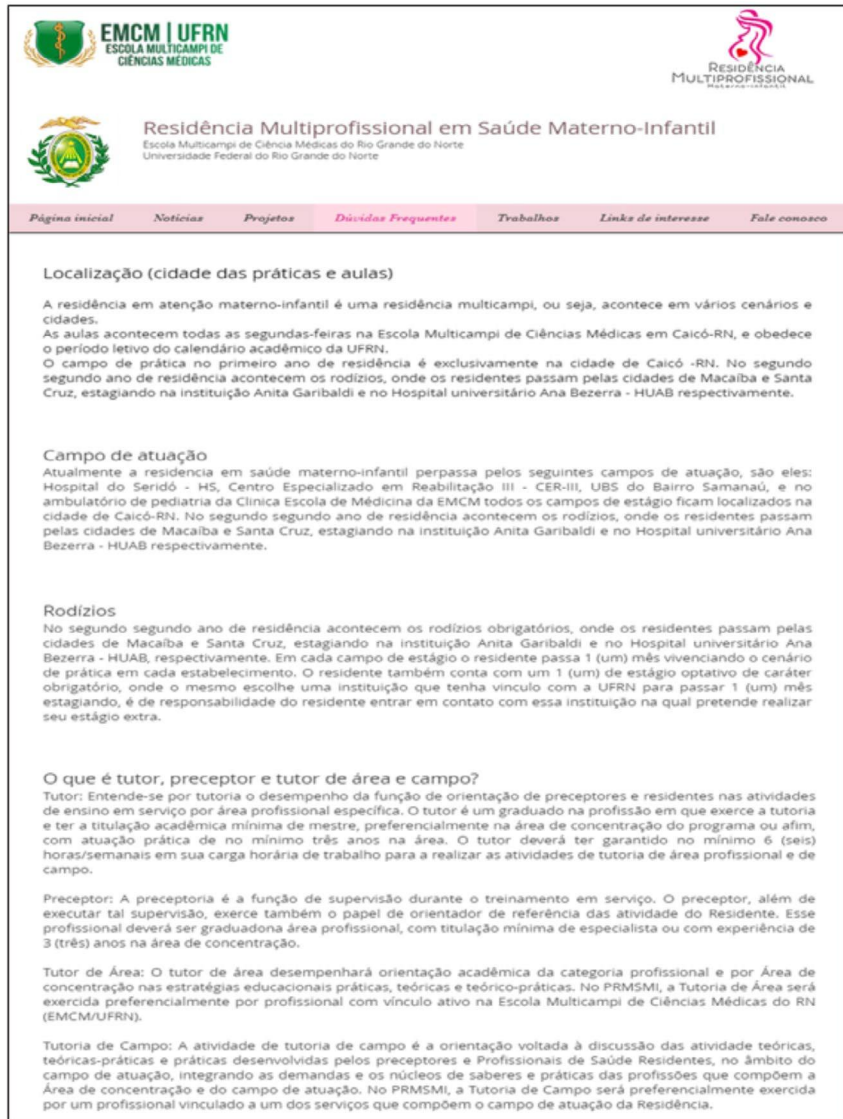 EMCM | UFRN
ESCOLA MULTICAMPI DE
CIÊNCIAS MÉDICAS
RESIDÊNCIA
MULTIPROFISSIONAL
Materno-infantil
Residência Multiprofissional em Saúde Materno-Infantil
Escola Multicampi de Ciência Médicas do Rio Grande do Norte
Universidade Federal do Rio Grande do Norte
Página inicial Notícias Projetos Dúvidas Frequentes Trabalhos Links de interesse Fale conosco
Localização (cidade das práticas e aulas)
A residência em atenção materno-infantil é uma residência multicampi, ou seja, acontece em vários cenários e
cidades.
As aulas acontecem todas as segundas-feiras na Escola Multicampi de Ciências Médicas em Caicó-RN, e obedece
o período letivo do calendário acadêmico da UFRN.
O campo de prática no primeiro ano de residência é exclusivamente na cidade de Caicó -RN. No segundo
segundo ano de residência acontecem os rodízios, onde os residentes passam pelas cidades de Macaíba e Santa
Cruz, estagiando na instituição Anita Garibaldi e no Hospital universitário Ana Bezerra - HUAB respectivamente.
Campo de atuação
Atualmente a residencia em saúde materno-infantil perpassa pelos seguintes campos de atuação, são eles:
Hospital do Seridó - HS, Centro Especializado em Reabilitação III - CER-III, UBS do Bairro Samanaú, e no
ambulatório de pediatria da Clinica Escola de Médicina da EMCM todos os campos de estágio ficam localizados na
cidade de Caicó-RN. No segundo segundo ano de residência acontecem os rodízios, onde os residentes passam
pelas cidades de Macaíba e Santa Cruz, estagiando na instituição Anita Garibaldi e no Hospital universitário Ana
Bezerra - HUAB respectivamente.
Rodízios
No segundo segundo ano de residência acontecem os rodízios obrigatórios, onde os residentes passam pelas
cidades de Macaíba e Santa Cruz, estagiando na instituição Anita Garibaldi e no Hospital universitário Ana
Bezerra - HUAB, respectivamente. Em cada campo de estágio o residente passa 1 (um) mês vivenciando o cenário
de prática em cada estabelecimento. O residente também conta com um 1 (um) de estágio optativo de caráter
obrigatório, onde o mesmo escolhe uma instituição que tenha vinculo com a UFRN para passar 1 (um) mês
estagiando, é de responsabilidade do residente entrar em contato com essa instituição na qual pretende realizar
seu estágio extra.
O que é tutor, preceptor e tutor de área e campo?
Tutor: Entende-se por tutoria o desempenho da função de orientação de preceptores e residentes nas atividades
de ensino em serviço por área profissional específica. O tutor é um graduado na profissão em que exerce a tutoria
e ter a titulação acadêmica mínima de mestre, preferencialmente na área de concentração do programa ou afim,
com atuação prática de no mínimo três anos na área. O tutor deverá ter garantido no mínimo 6 (seis)
horas/semanais em sua carga horária de trabalho para a realizar as atividades de tutoria de área profissional e de
campo.
Preceptor: A preceptoria é a função de supervisão durante o treinamento em serviço. O preceptor, além de
executar tal supervisão, exerce também o papel de orientador de referência das atividade do Residente. Esse
profissional deverá ser graduadona área profissional, com titulação mínima de especialista ou com experiência de
3 (três) anos na área de concentração.
Tutor de Área: O tutor de área desempenhará orientação acadêmica da categoria profissional e por Área de
concentração nas estratégias educacionais práticas, teóricas e teórico-práticas. No PRMSMI, a Tutoria de Área será
exercida preferencialmente por profissional com vínculo ativo na Escola Multicampi de Ciências Médicas do RN
(EMCM/UFRN).
Tutoria de Campo: A atividade de tutoria de campo é a orientação voltada à discussão das atividade teóricas,
teóricas-práticas e práticas desenvolvidas pelos preceptores e Profissionais de Saúde Residentes, no âmbito do
campo de atuação, integrando as demandas e os núcleos de saberes e práticas das profissões que compõem a
Área de concentração e do campo de atuação. No PRMSMI, a Tutoria de Campo será preferencialmente exercida
por um profissional vinculado a um dos serviços que compõem o campo de atuação da Residência.